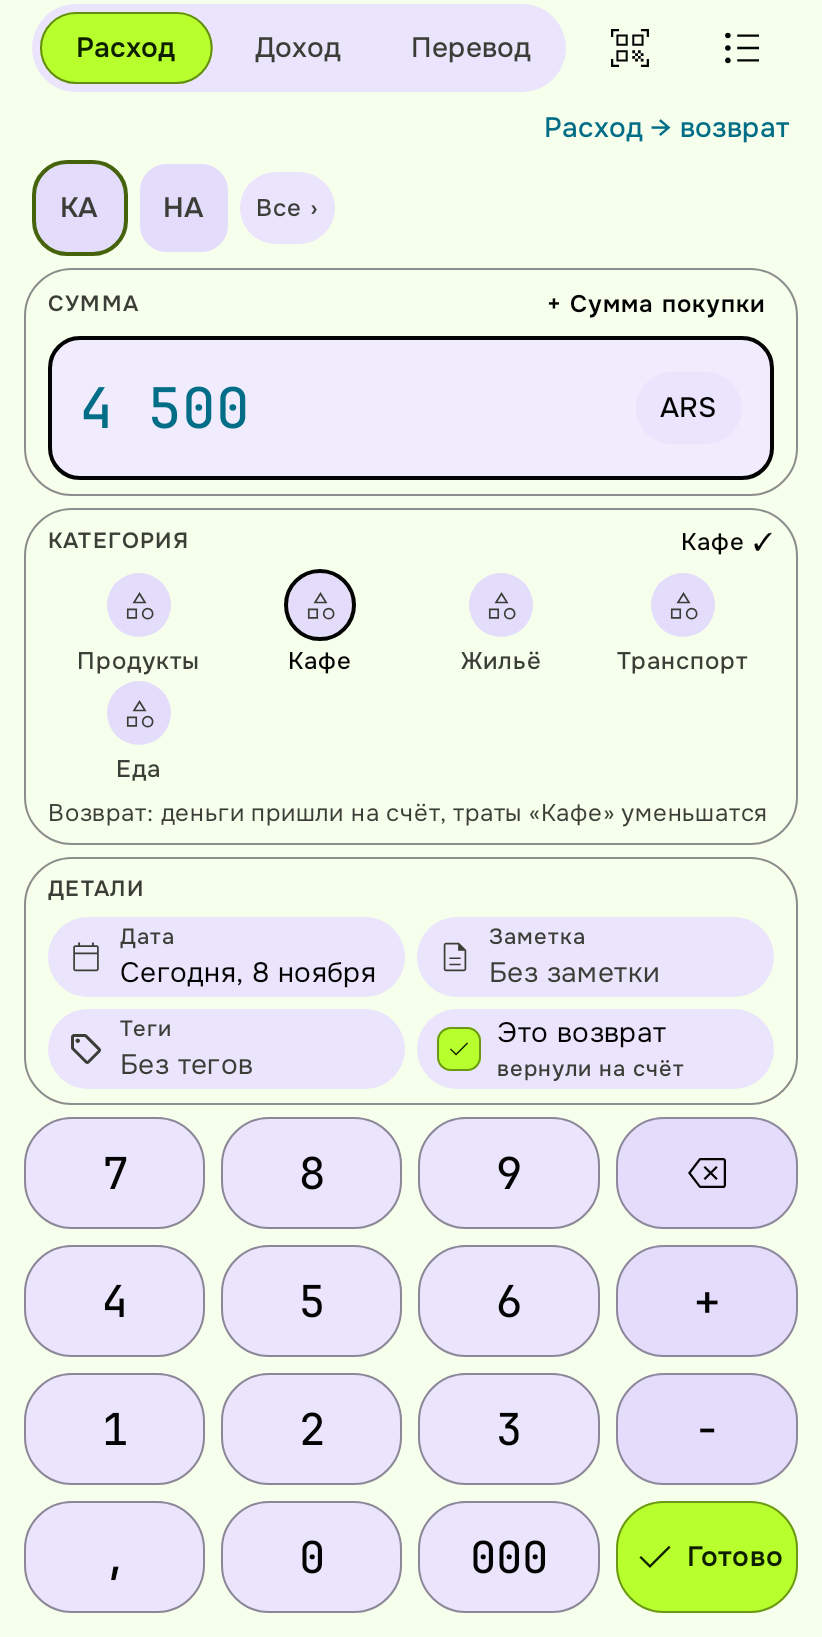 Расход Доход Перевод
Расход → возврат
КА НА Все ›
СУММА + Сумма покупки
4 500 ARS
КАТЕГОРИЯ Кафе ✓
Продукты Кафе Жильё Транспорт
Еда
Возврат: деньги пришли на счёт, траты «Кафе» уменьшатся
ДЕТАЛИ
Дата
Сегодня, 8 ноября
Заметка
Без заметки
Теги
Без тегов
Это возврат
вернули на счёт
7 8 9
4 5 6 +
1 2 3 -
, 0 000 Готово